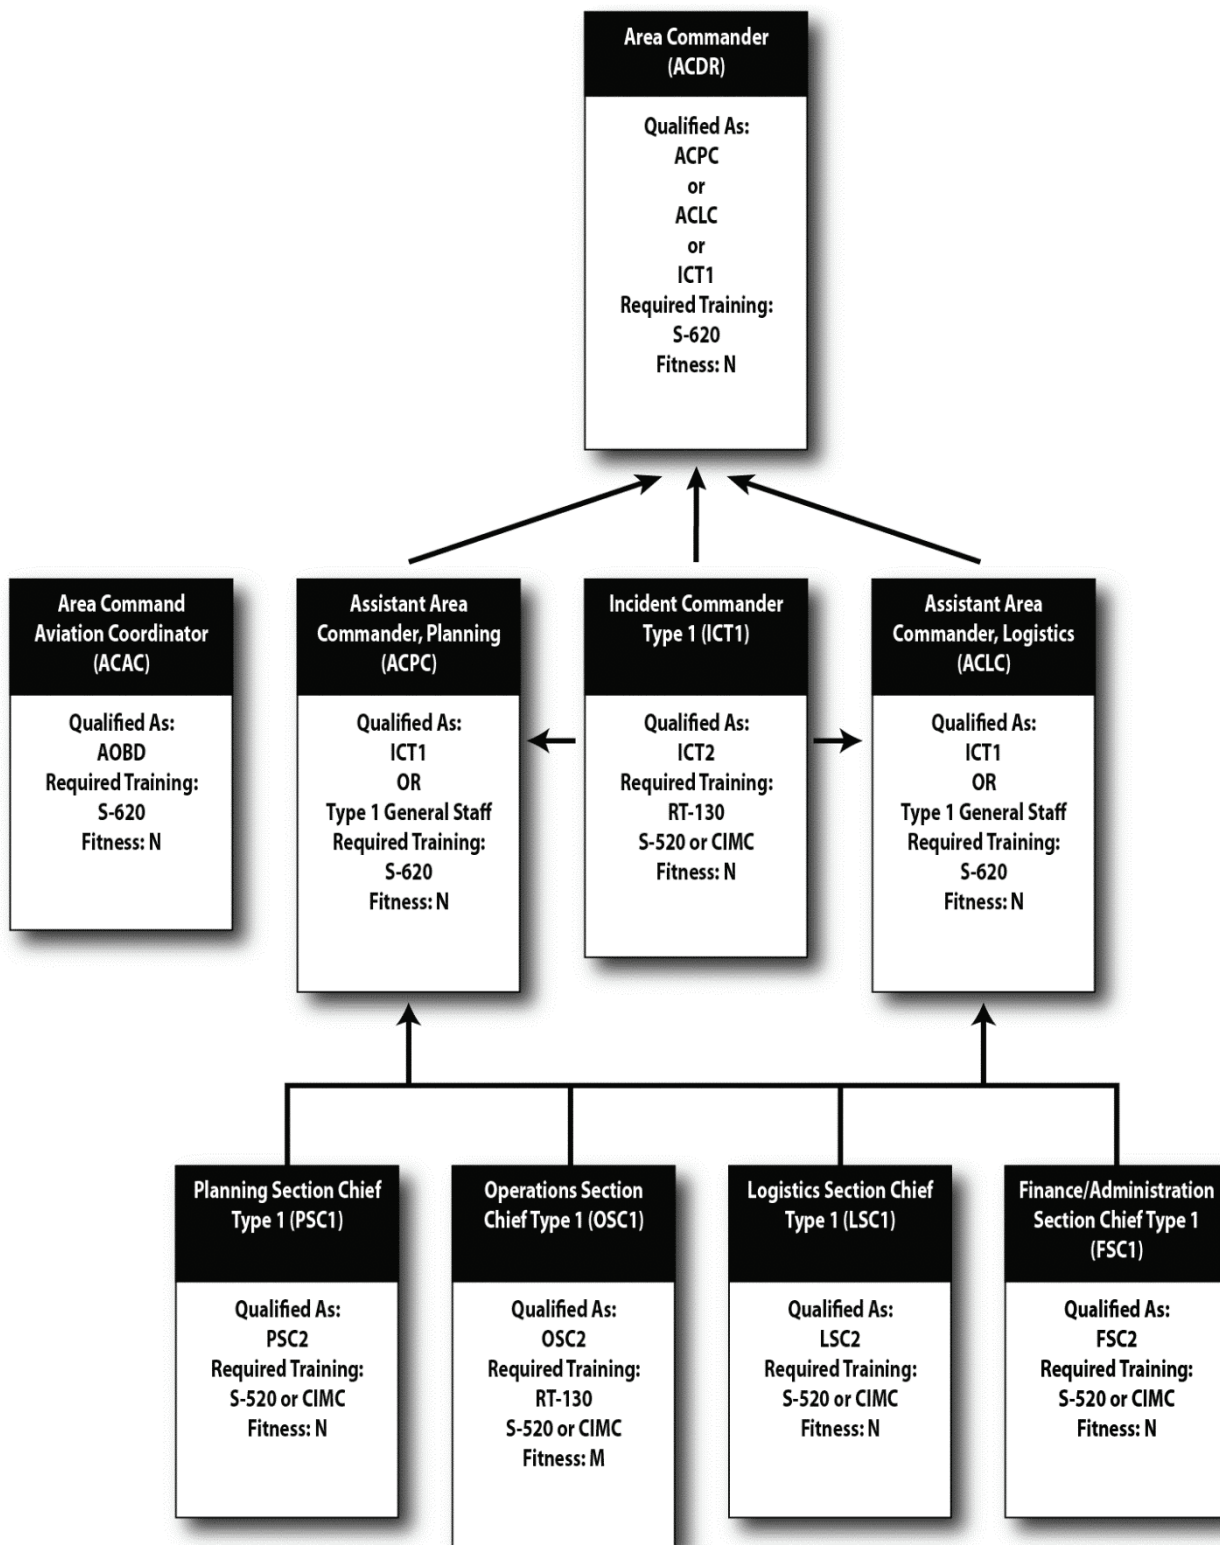 Area Commander
(ACDR)
Qualified As:
ACPC
or
ACLC
or
ICT1
Required Training:
S-620
Fitness: N
Area Command
Aviation Coordinator
(ACAC)
Qualified As:
AOBD
Required Training:
S-620
Fitness: N
Assistant Area
Commander, Planning
(ACPC)
Qualified As:
ICT1
OR
Type 1 General Staff
Required Training:
S-620
Fitness: N
Incident Commander
Type 1 (ICT1)
Qualified As:
ICT2
Required Training:
RT-130
S-520 or CIMC
Fitness: N
Assistant Area
Commander, Logistics
(ACLC)
Qualified As:
ICT1
OR
Type 1 General Staff
Required Training:
S-620
Fitness: N
Planning Section Chief
Type 1 (PSC1)
Qualified As:
PSC2
Required Training:
S-520 or CIMC
Fitness: N
Operations Section
Chief Type 1 (OSC1)
Qualified As:
OSC2
Required Training:
RT-130
S-520 or CIMC
Fitness: M
Logistics Section Chief
Type 1 (LSC1)
Qualified As:
LSC2
Required Training:
S-520 or CIMC
Fitness: N
Finance/Administration
Section Chief Type 1
(FSC1)
Qualified As:
FSC2
Required Training:
S-520 or CIMC
Fitness: N